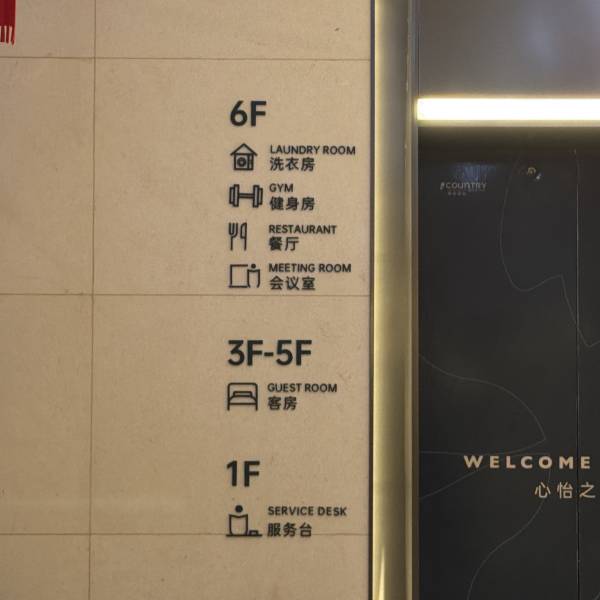 6F
LAUNDRY ROOM
洗衣房
GYM
健身房
RESTAURANT
餐厅
MEETING ROOM
会议室
3F-5F
GUEST ROOM
客房
1F
SERVICE DESK
服务台
COUNTRY
WELCOME
心怡之